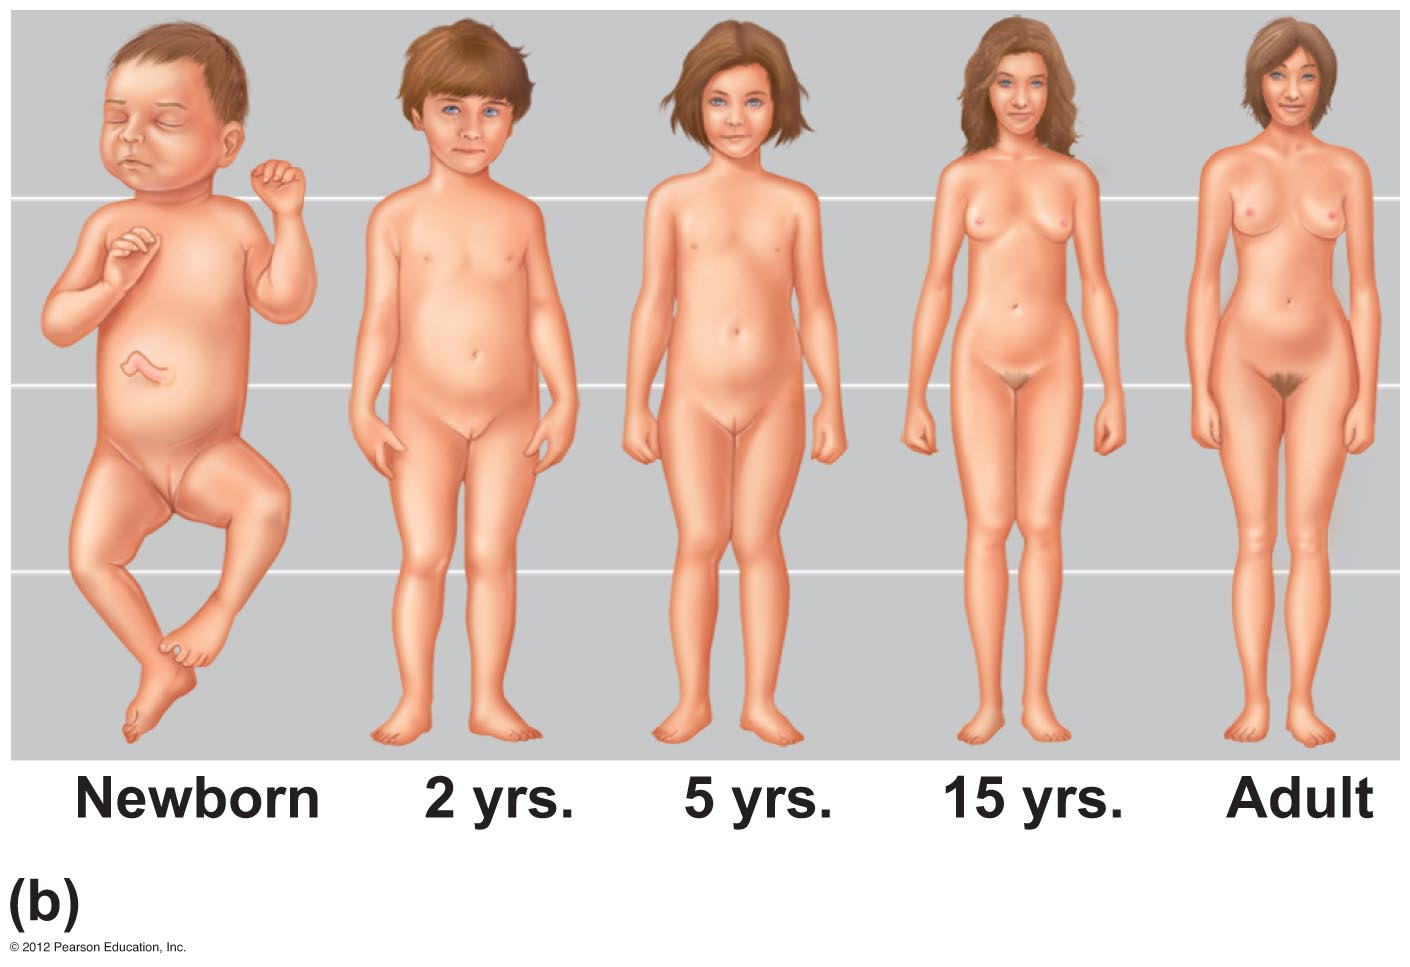 Newborn 2 yrs. 5 yrs. 15 yrs. Adult
(b)
© 2012 Pearson Education, Inc.